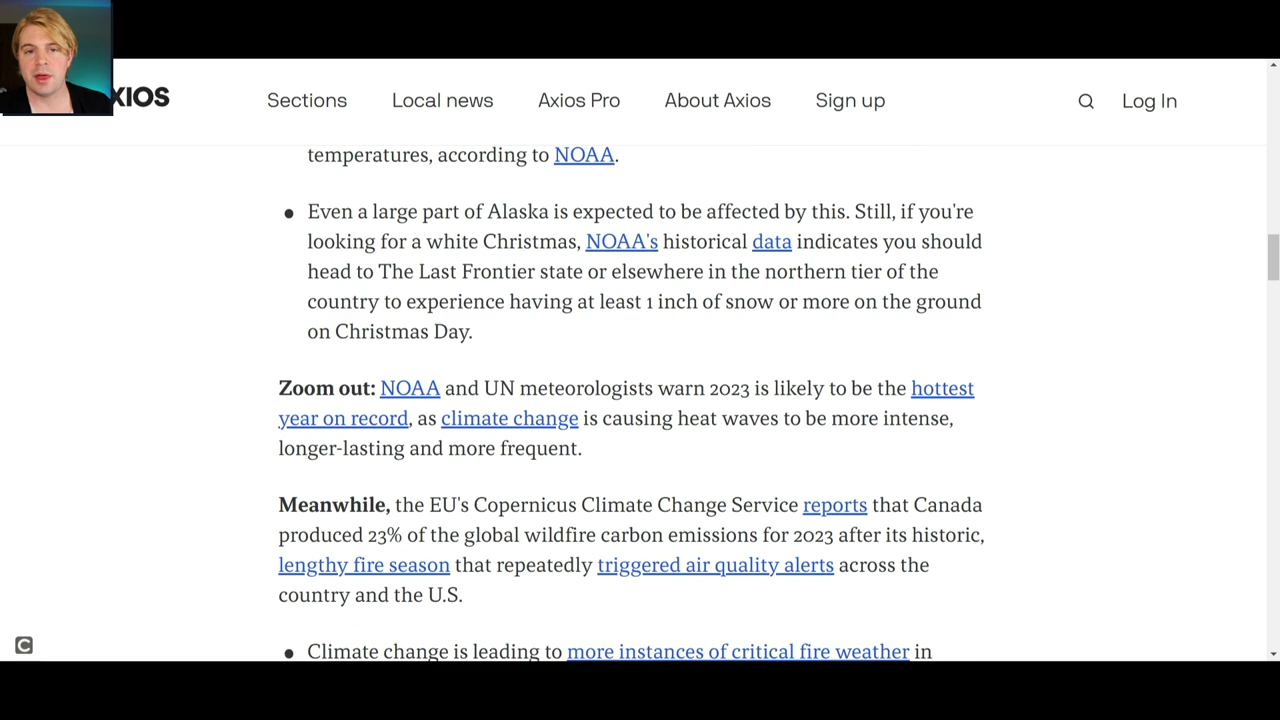 XIOS
Sections
Local news
Axios Pro
About Axios
Sign up
Log In
temperatures, according to NOAA.
● Even a large part of Alaska is expected to be affected by this. Still, if you're
looking for a white Christmas, NOAA's historical data indicates you should
head to The Last Frontier state or elsewhere in the northern tier of the
country to experience having at least 1 inch of snow or more on the ground
on Christmas Day.
Zoom out: NOAA and UN meteorologists warn 2023 is likely to be the hottest
year on record, as climate change is causing heat waves to be more intense,
longer-lasting and more frequent.
Meanwhile, the EU's Copernicus Climate Change Service reports that Canada
produced 23% of the global wildfire carbon emissions for 2023 after its historic,
lengthy fire season that repeatedly triggered air quality alerts across the
country and the U.S.
● Climate change is leading to more instances of critical fire weather in
C